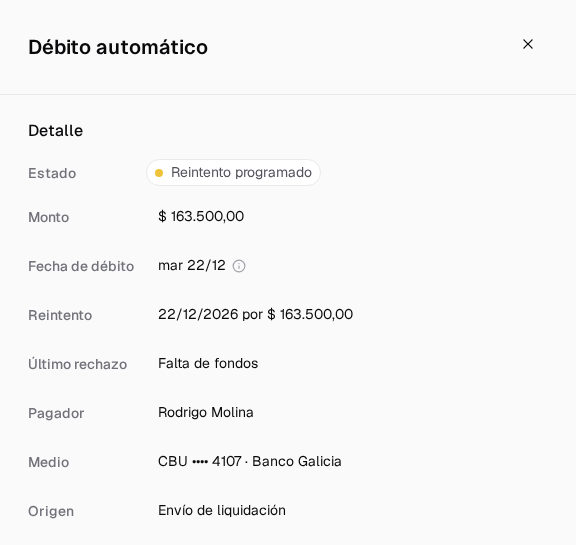 Débito automático
Detalle
Estado Reintento programado
Monto $ 163.500,00
Fecha de débito mar 22/12
Reintento 22/12/2026 por $ 163.500,00
Último rechazo Falta de fondos
Pagador Rodrigo Molina
Medio CBU •••• 4107 · Banco Galicia
Origen Envío de liquidación